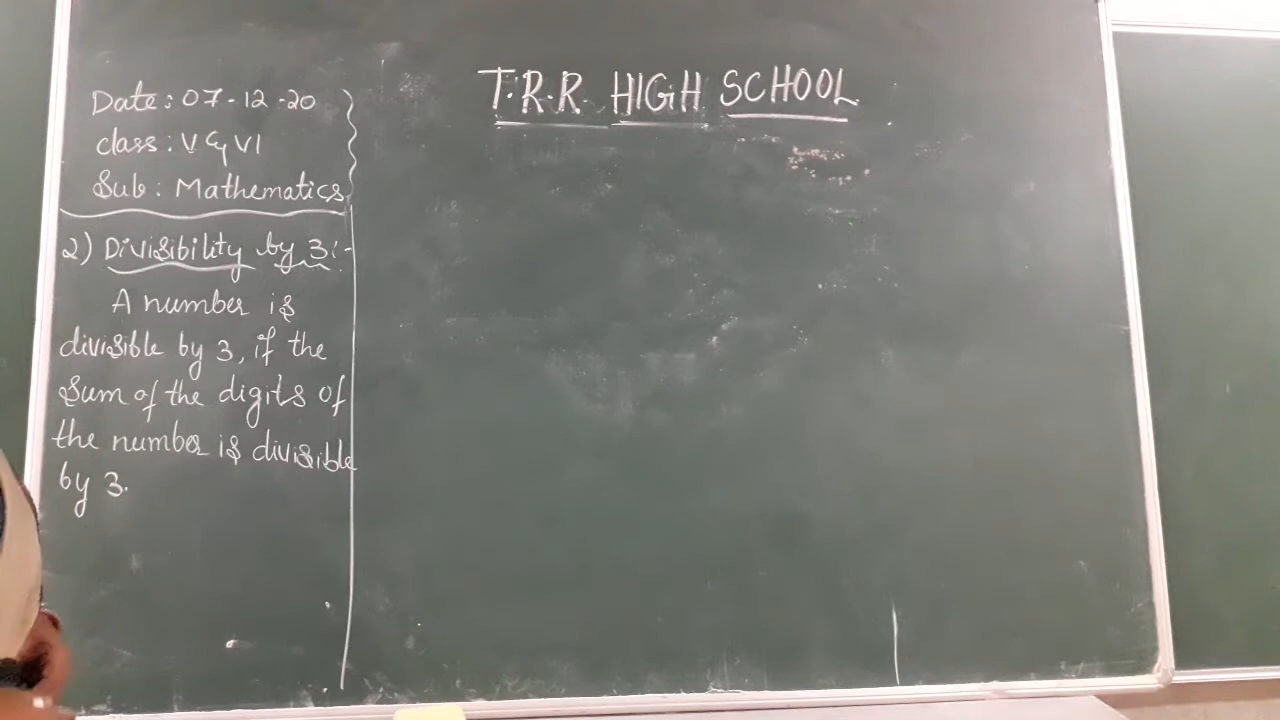 T.R.R. HIGH SCHOOL
Date: 07-12-20
class: V & VI
Sub: Mathematics
2) Divisibility by 3:-
A number is
divisible by 3, if the
Sum of the digits of
the number is divisible
by 3.